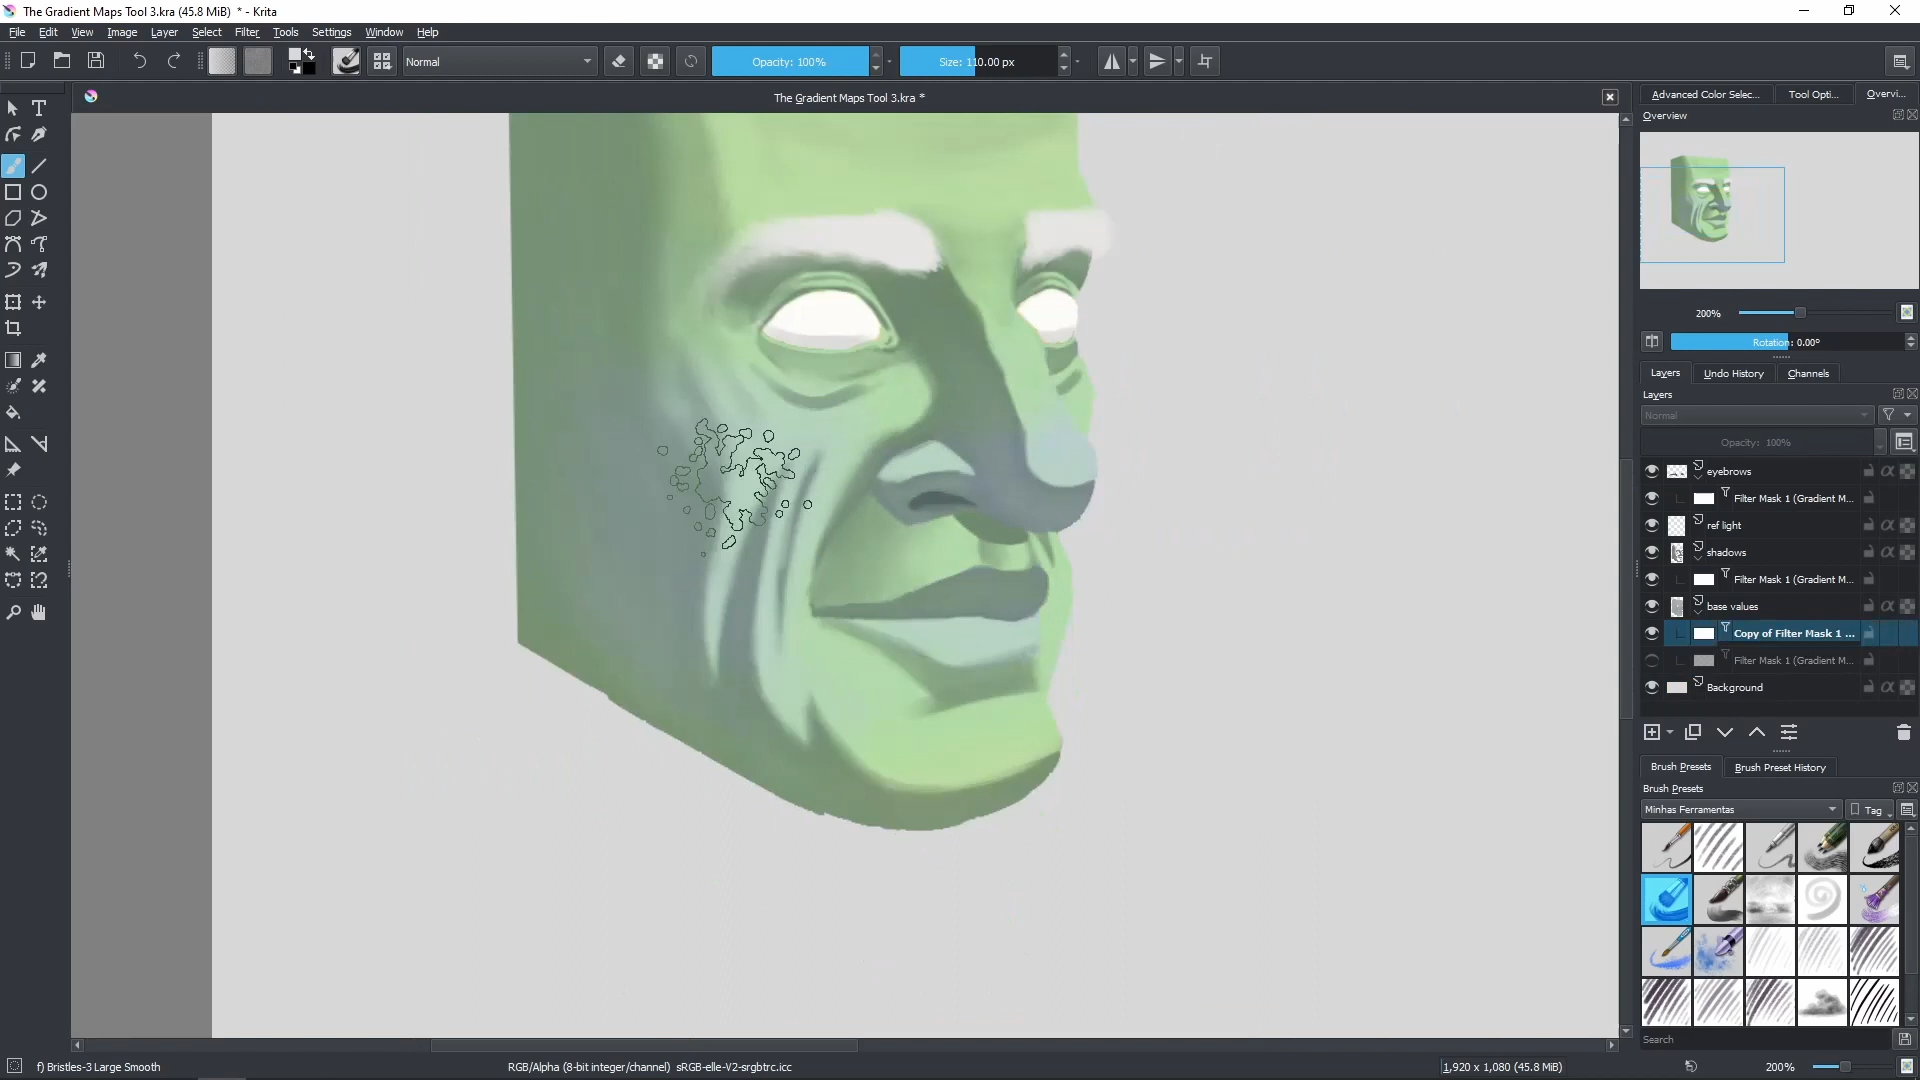 The Gradient Maps Tool 3.kra (45.8 MiB)  * - Krita
File Edit View Image Layer Select Filter Tools Settings Window Help
Normal Opacity: 100% Size: 110.00 px
The Gradient Maps Tool 3.kra *
Advanced Color Selec... Tool Opti... Overvi...
Overview
200%
Rotation: 0.00°
Layers Undo History Channels
Layers
Normal
Opacity: 100%
eyebrows
Filter Mask 1 (Gradient M...
ref light
shadows
Filter Mask 1 (Gradient M...
base values
Copy of Filter Mask 1 ...
Filter Mask 1 (Gradient M...
Background
Brush Presets Brush Preset History
Brush Presets
Minhas Ferramentas Tag
Search
f) Bristles-3 Large Smooth RGB/Alpha (8-bit integer/channel) sRGB-elle-V2-srgbtrc.icc 1,920 x 1,080 (45.8 MiB) 200%